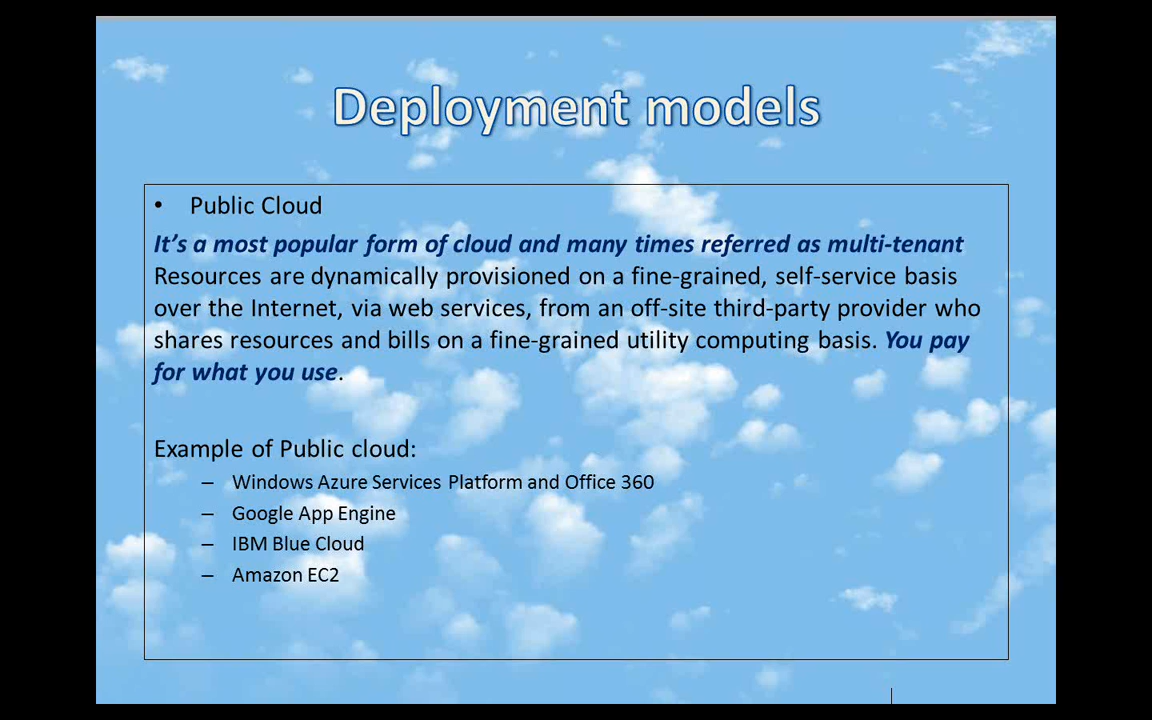 Deployment models
• Public Cloud
It's a most popular form of cloud and many times referred as multi-tenant
Resources are dynamically provisioned on a fine-grained, self-service basis
over the Internet, via web services, from an off-site third-party provider who
shares resources and bills on a fine-grained utility computing basis. You pay
for what you use.
Example of Public cloud:
– Windows Azure Services Platform and Office 360
– Google App Engine
– IBM Blue Cloud
– Amazon EC2